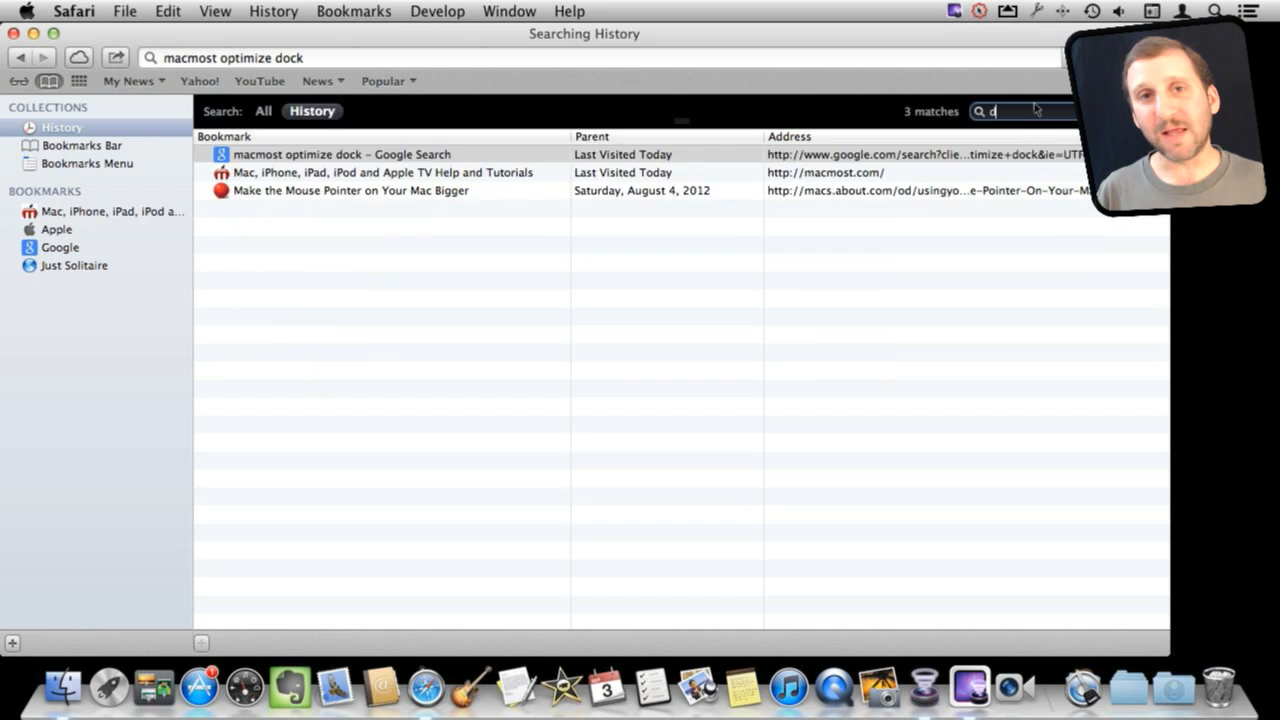 Safari File Edit View History Bookmarks Develop Window Help
Searching History
macmost optimize dock
My News Yahoo! YouTube News Popular
COLLECTIONS
History
Bookmarks Bar
Bookmarks Menu
BOOKMARKS
Mac, iPhone, iPad, iPod a...
Apple
Google
Just Solitaire
Search: All History 3 matches d
Bookmark Parent Address
macmost optimize dock – Google Search Last Visited Today http://www.google.com/search?clie...timize+dock&ie=UTF
Mac, iPhone, iPad, iPod and Apple TV Help and Tutorials Last Visited Today http://macmost.com/
Make the Mouse Pointer on Your Mac Bigger Saturday, August 4, 2012 http://macs.about.com/od/usingyo...e-Pointer-On-Your-M
1
3